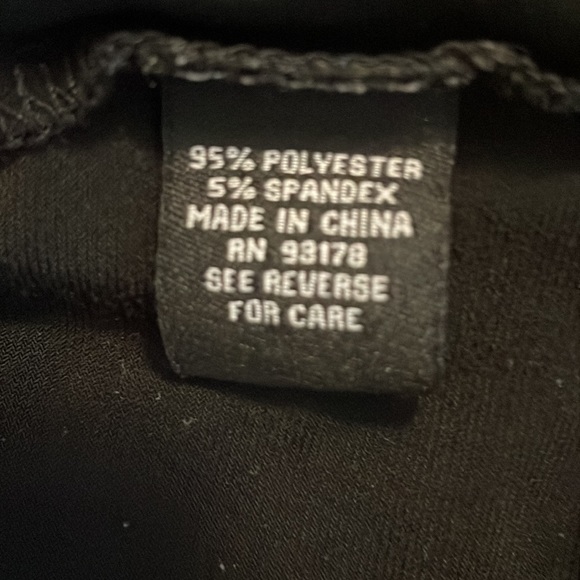 95% POLYESTER
5% SPANDEX
MADE IN CHINA
RN 93178
SEE REVERSE
FOR CARE